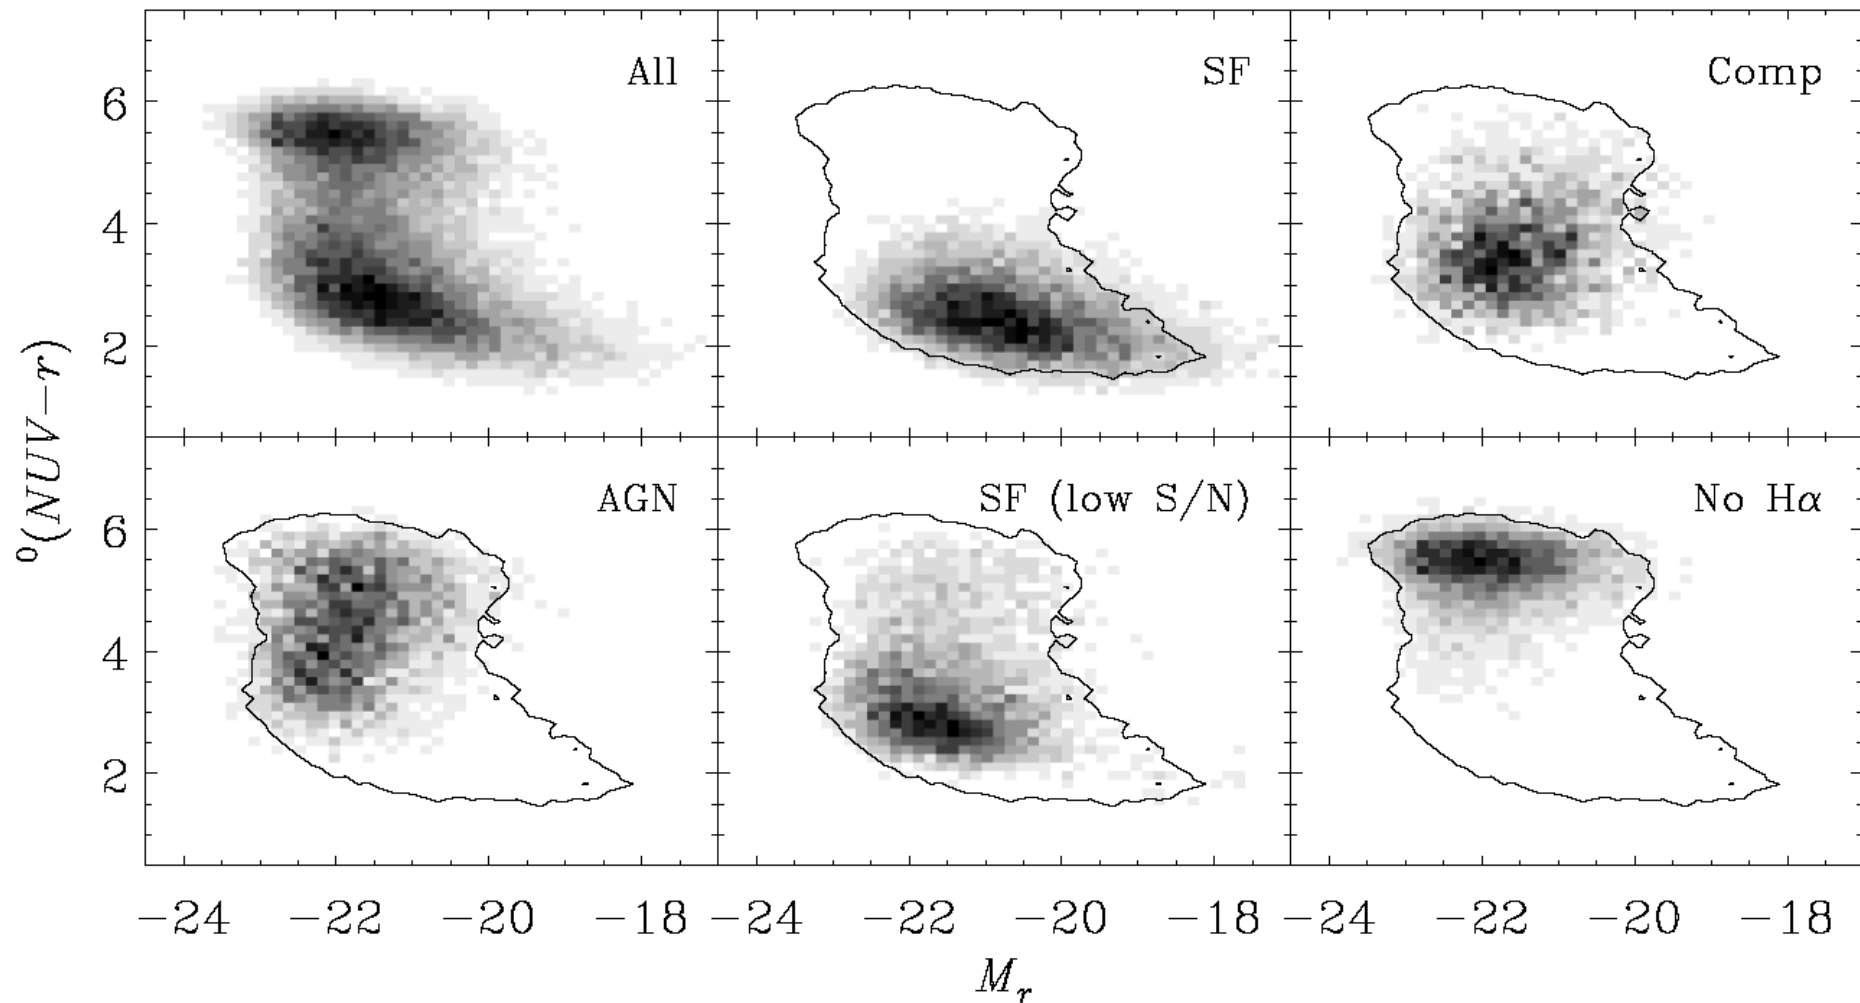 All
SF
Comp
6
4
2
AGN
SF (low S/N)
No Hα
6
4
2
⁰(NUV−r)
−24 −22 −20 −18 −24 −22 −20 −24 −22 −20 −18
M_r